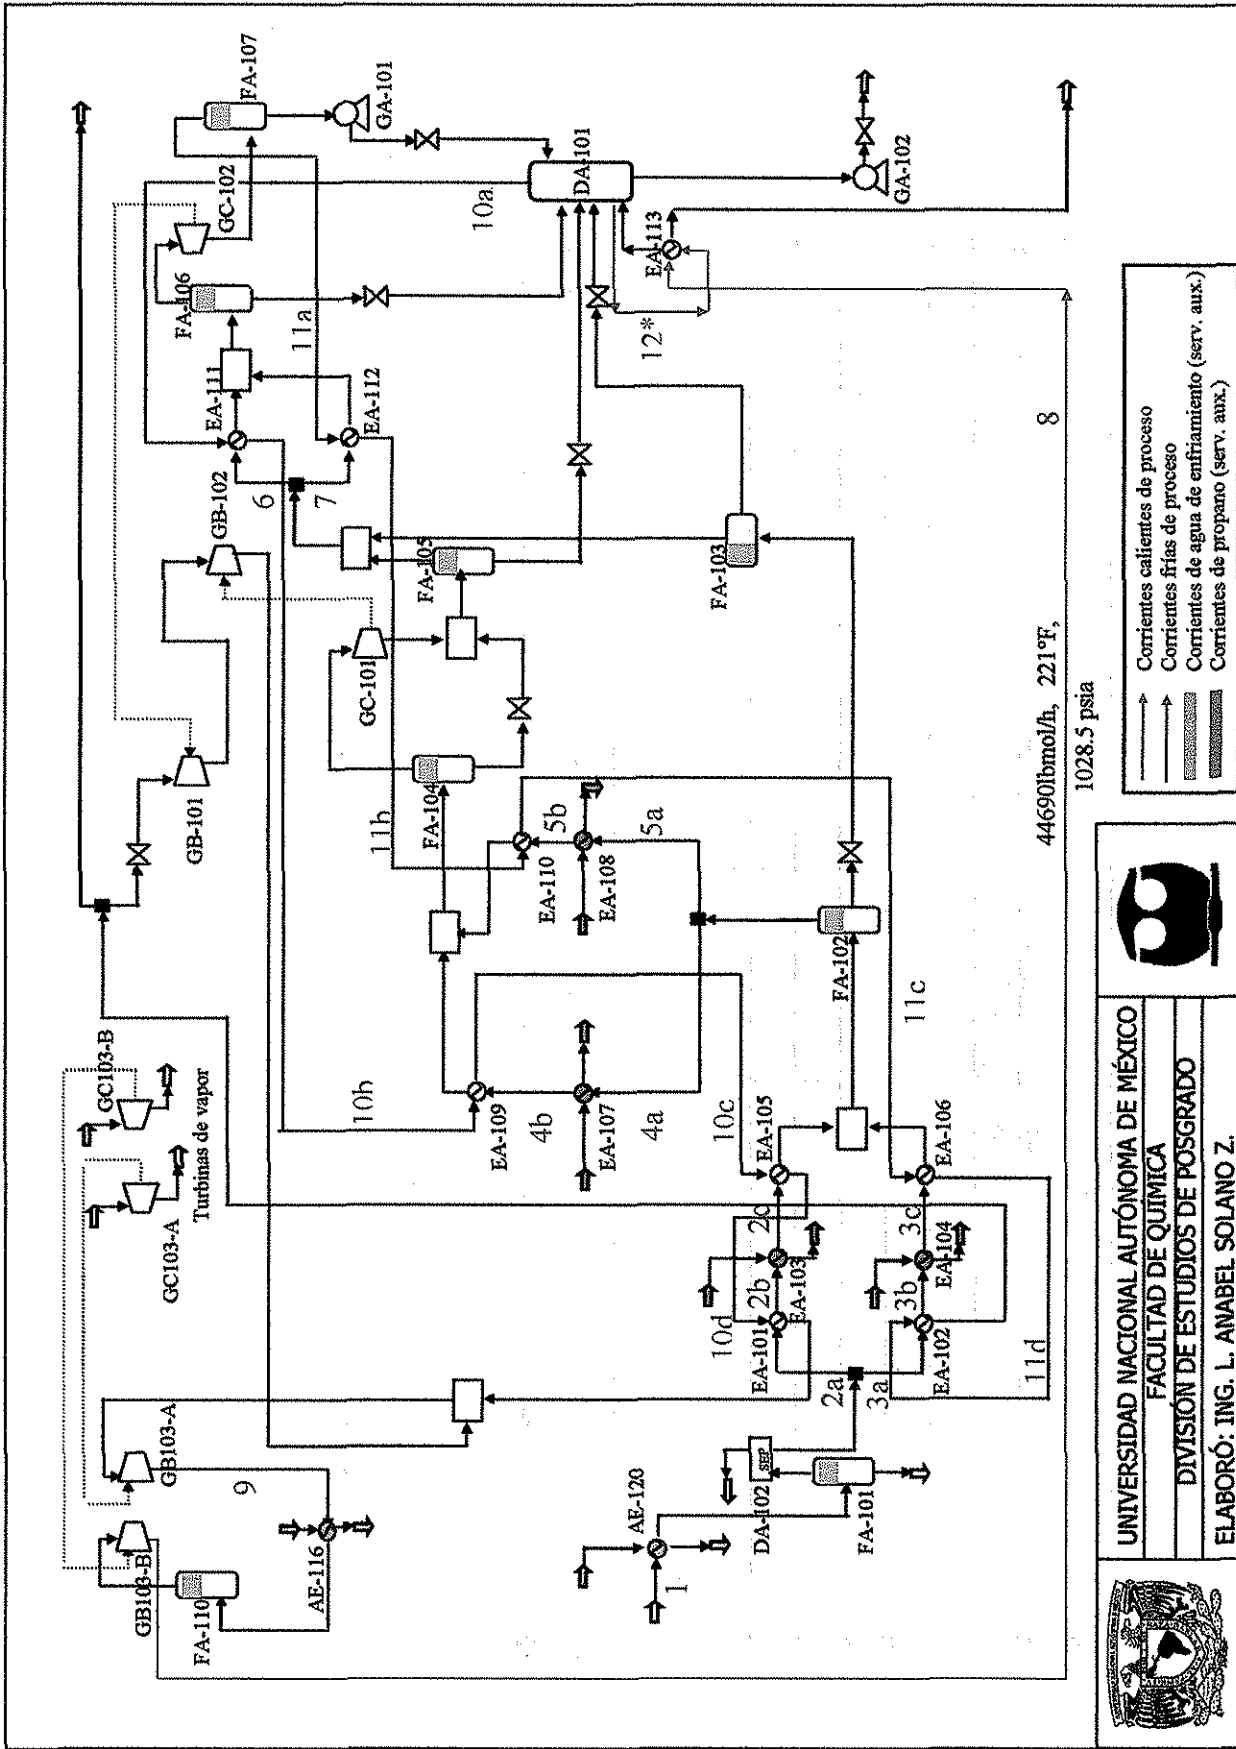 GC103-B
GC103-A
Turbinas de vapor
GB103-A
GB103-B
9
FA-110
AE-116
GB-101
GB-102
GC-102
FA-107
GA-101
FA-106
11a
10a
DA-101
EA-111
6
7
EA-112
EA-113
12*
GA-102
FA-105
GC-101
FA-103
FA-104
11b
5b
5a
EA-110
EA-108
10b
EA-109
4b
EA-107
4a
FA-102
11c
10c
EA-105
EA-106
2c
3c
EA-103
EA-104
2b
3b
10d
EA-101
EA-102
11d
2a
3a
AE-120
1
DA-102
SEP
FA-101
8
44690lbmol/h, 221°F,
1028.5 psia
Corrientes calientes de proceso
Corrientes frías de proceso
Corrientes de agua de enfriamiento (serv. aux.)
Corrientes de propano (serv. aux.)
UNIVERSIDAD NACIONAL AUTÓNOMA DE MÉXICO
FACULTAD DE QUÍMICA
DIVISIÓN DE ESTUDIOS DE POSGRADO
ELABORÓ: ING. L. ANABEL SOLANO Z.